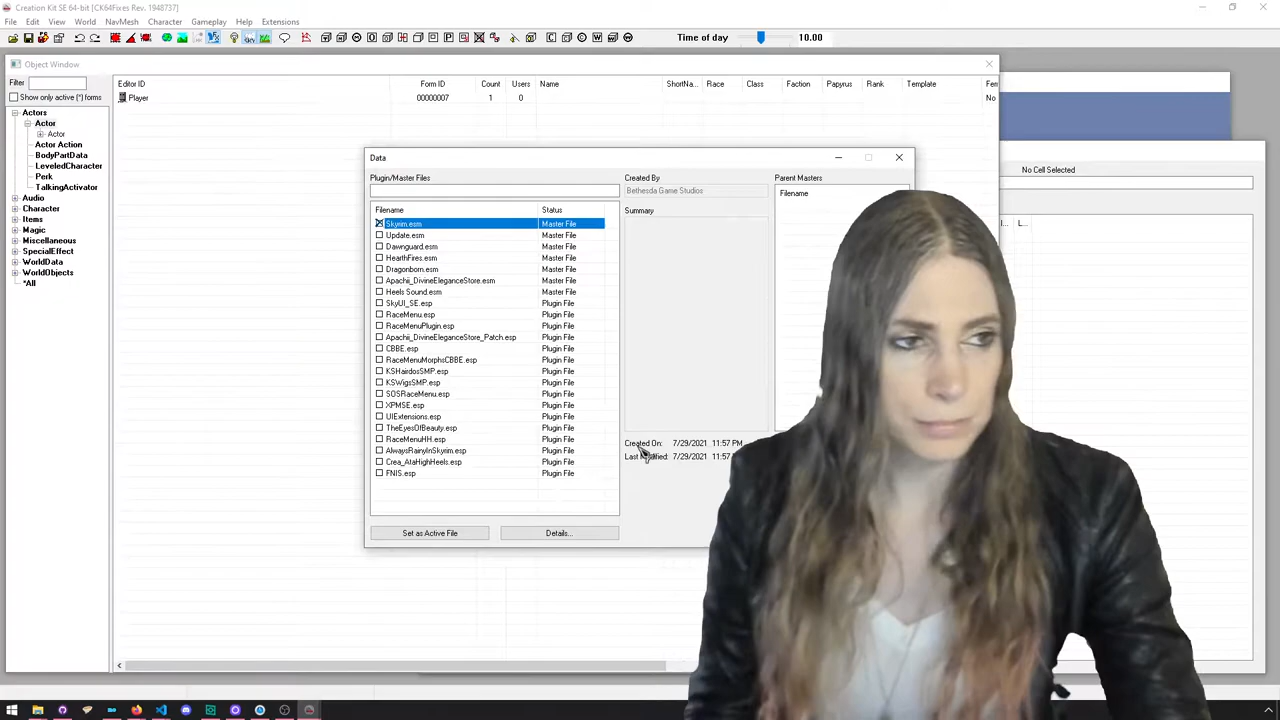 Creation Kit SE 64-bit [CK64Fixes Rev. 1948737]
File Edit View World NavMesh Character Gameplay Help Extensions
Time of day 10.00
Object Window
Filter
Show only active (*) forms
Editor ID Form ID Count Users Name ShortNa... Race Class Faction Papyrus Rank Template Fem
Player 00000007 1 0 No
Actors
Actor
Actor
Actor Action
BodyPartData
LeveledCharacter
Perk
TalkingActivator
Audio
Character
Items
Magic
Miscellaneous
SpecialEffect
WorldData
WorldObjects
*All
Data
Plugin/Master Files
Filename Status
Skyrim.esm Master File
Update.esm Master File
Dawnguard.esm Master File
HearthFires.esm Master File
Dragonborn.esm Master File
Apachii_DivineEleganceStore.esm Master File
Heels Sound.esm Master File
SkyUI_SE.esp Plugin File
RaceMenu.esp Plugin File
RaceMenuPlugin.esp Plugin File
Apachii_DivineEleganceStore_Patch.esp Plugin File
CBBE.esp Plugin File
RaceMenuMorphsCBBE.esp Plugin File
KSHairdosSMP.esp Plugin File
KSWigsSMP.esp Plugin File
SOSRaceMenu.esp Plugin File
XPMSE.esp Plugin File
UIExtensions.esp Plugin File
TheEyesOfBeauty.esp Plugin File
RaceMenuHH.esp Plugin File
AlwaysRainyInSkyrim.esp Plugin File
Crea_AtaHighHeels.esp Plugin File
FNIS.esp Plugin File
Set as Active File Details...
Created By
Bethesda Game Studios
Summary
Created On: 7/29/2021 11:57 PM
Last Modified: 7/29/2021 11:57
Parent Masters
Filename
No Cell Selected
I... L...